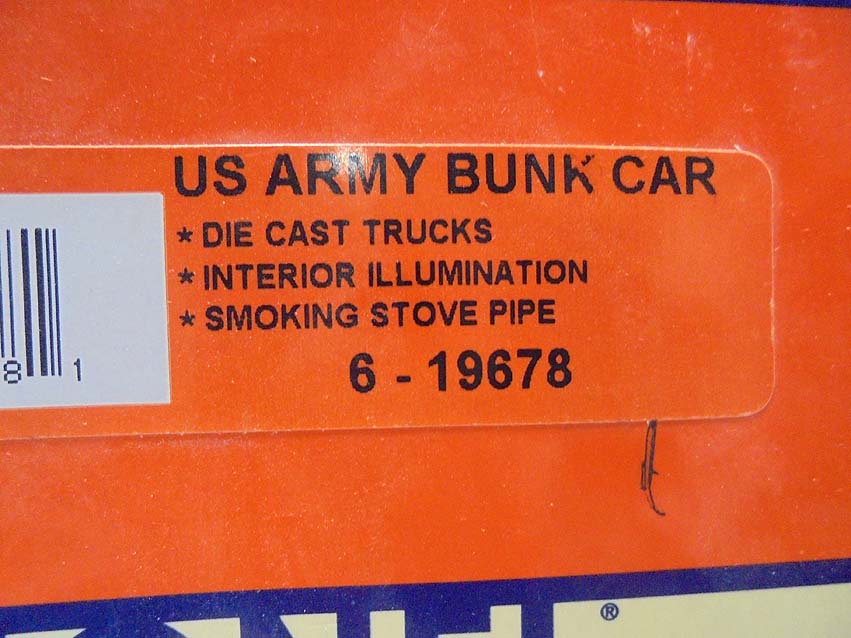 US ARMY BUNK CAR
* DIE CAST TRUCKS
* INTERIOR ILLUMINATION
* SMOKING STOVE PIPE
6 - 19678
8 1
®